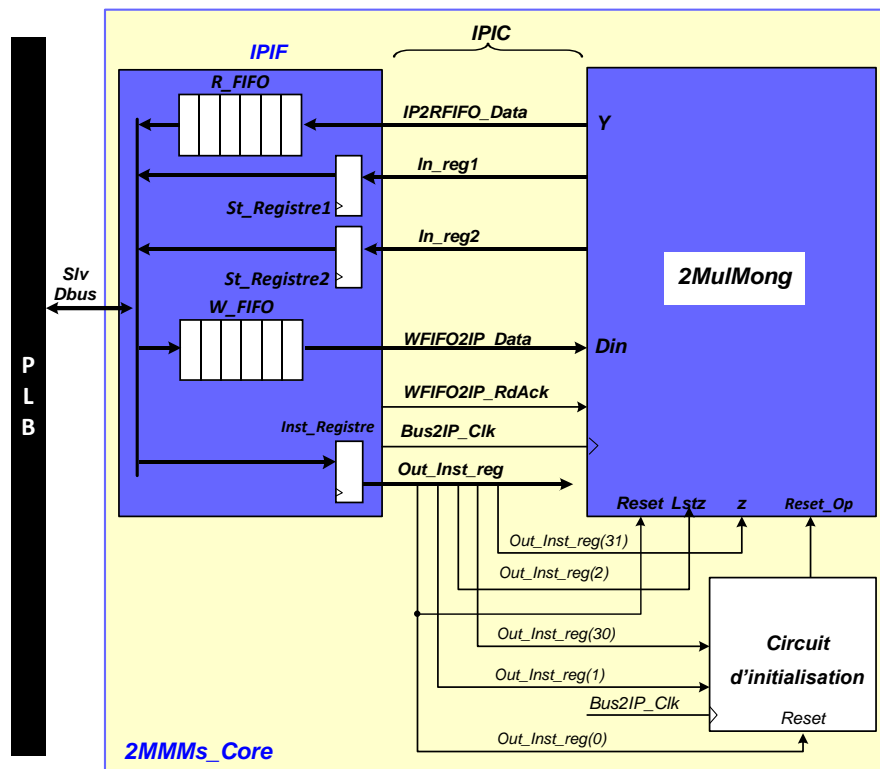 IPIC
IPIF
R_FIFO
IP2RFIFO_Data
Y
In_reg1
St_Registre1
In_reg2
St_Registre2
2MulMong
Slv
Dbus
W_FIFO
WFIFO2IP_Data
Din
P
L
B
WFIFO2IP_RdAck
Inst_Registre
Bus2IP_Clk
Out_Inst_reg
Reset Lstz z Reset_Op
Out_Inst_reg(31)
Out_Inst_reg(2)
Out_Inst_reg(30)
Circuit
d'initialisation
Out_Inst_reg(1)
Bus2IP_Clk
Reset
Out_Inst_reg(0)
2MMMs_Core